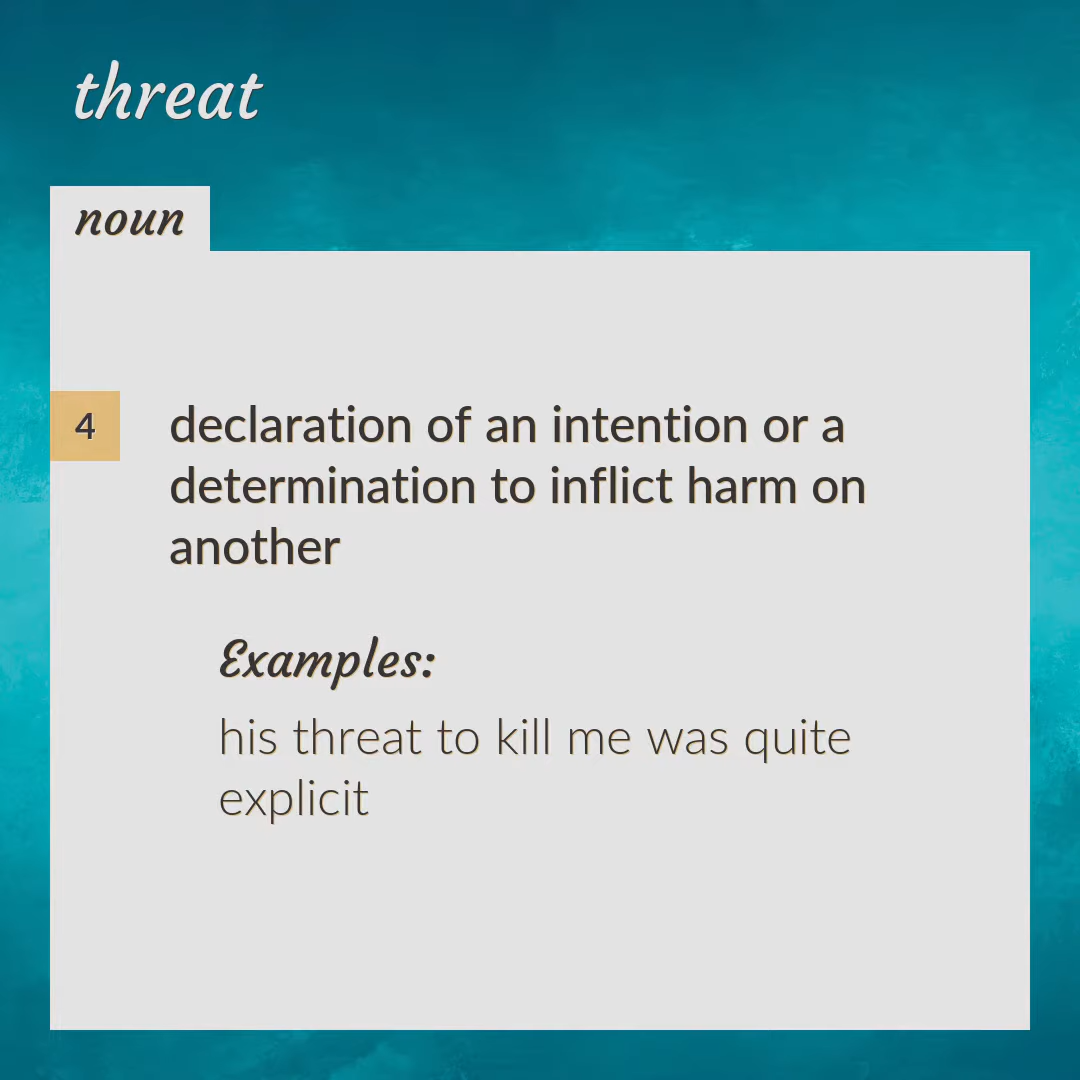 threat
noun
4
declaration of an intention or a
determination to inflict harm on
another
Examples:
his threat to kill me was quite
explicit